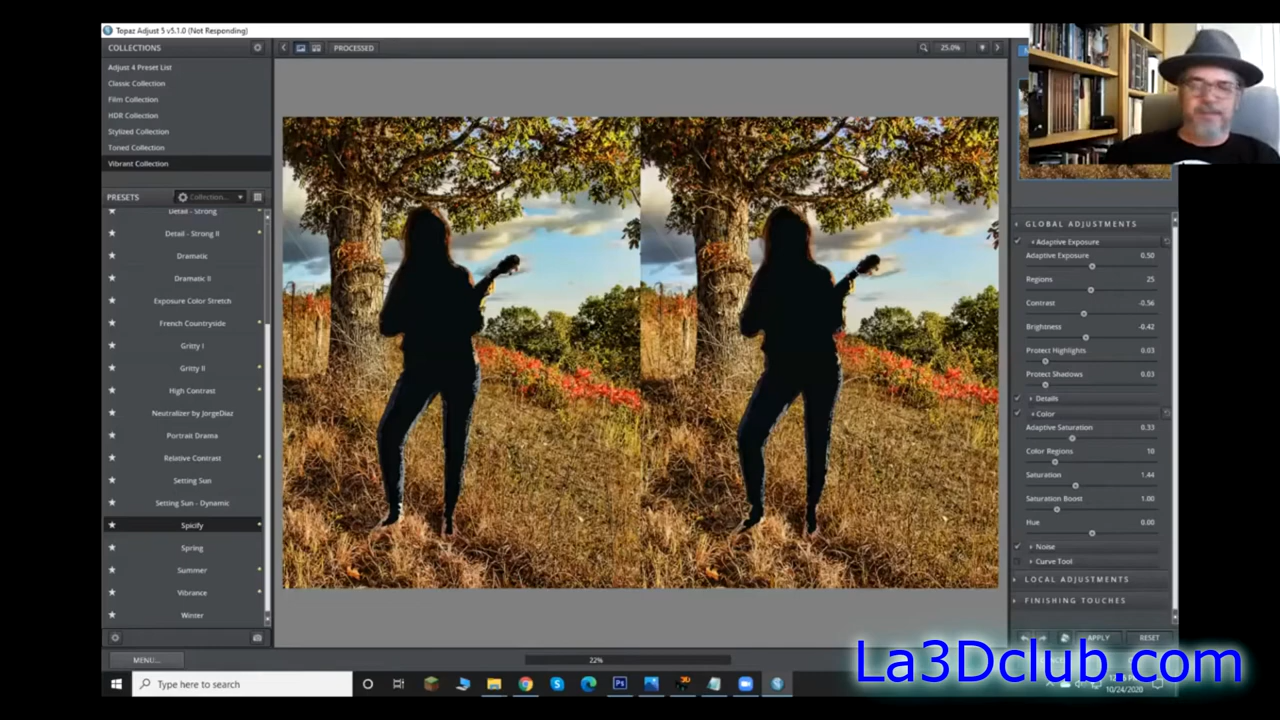 Topaz Adjust 5 v5.1.0 (Not Responding)
COLLECTIONS
Adjust 4 Preset List
Classic Collection
Film Collection
HDR Collection
Stylized Collection
Toned Collection
Vibrant Collection
PRESETS
Collection...
Detail - Strong
Detail - Strong II
Dramatic
Dramatic II
Exposure Color Stretch
French Countryside
Gritty I
Gritty II
High Contrast
Neutralizer by JorgeDiaz
Portrait Drama
Relative Contrast
Setting Sun
Setting Sun - Dynamic
Spicify
Spring
Summer
Vibrance
Winter
MENU...
PROCESSED
25.0%
22%
GLOBAL ADJUSTMENTS
Adaptive Exposure
Adaptive Exposure 0.50
Regions 25
Contrast -0.56
Brightness -0.42
Protect Highlights 0.03
Protect Shadows 0.03
Details
Color
Adaptive Saturation 0.33
Color Regions 10
Saturation 1.44
Saturation Boost 1.00
Hue 0.00
Noise
Curve Tool
LOCAL ADJUSTMENTS
FINISHING TOUCHES
APPLY
RESET
La3Dclub.com
Type here to search
10/24/2020